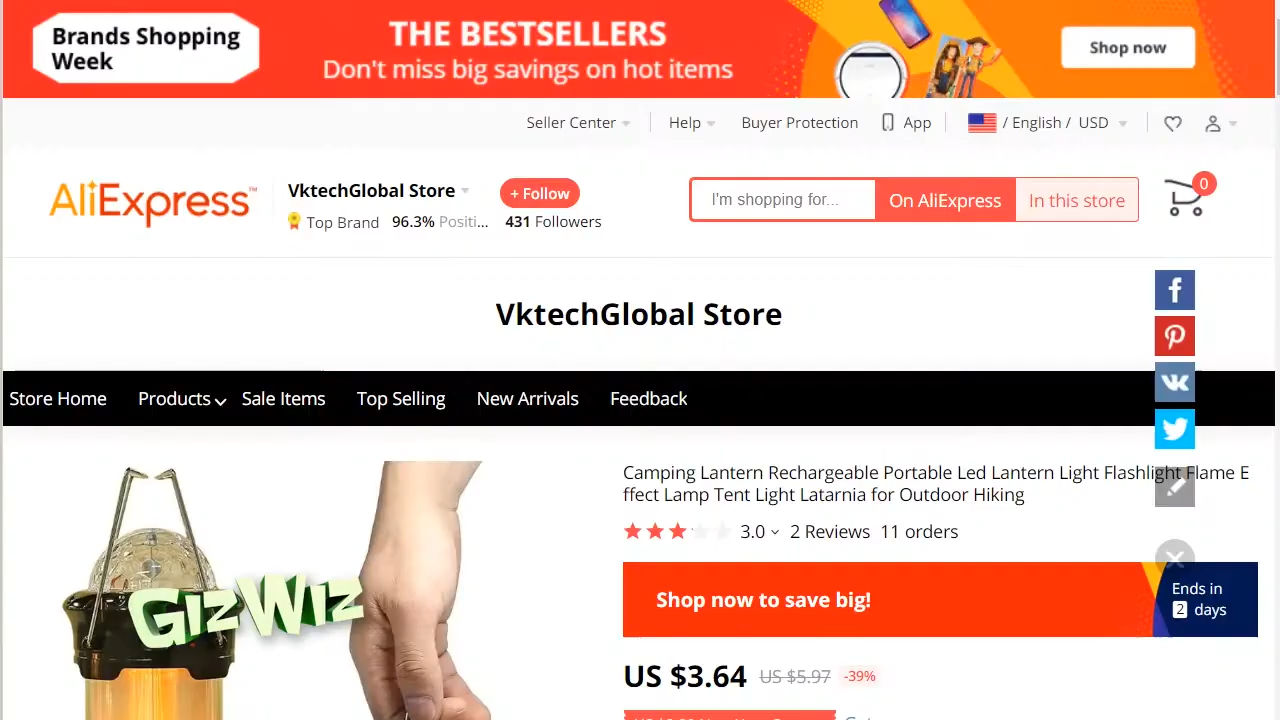 Brands Shopping
Week
THE BESTSELLERS
Don't miss big savings on hot items
Shop now
Seller Center
Help
Buyer Protection
App
/ English / USD
AliExpress™
VktechGlobal Store
+ Follow
Top Brand 96.3% Positi...
431 Followers
I'm shopping for...
On AliExpress
In this store
0
VktechGlobal Store
Store Home
Products
Sale Items
Top Selling
New Arrivals
Feedback
Camping Lantern Rechargeable Portable Led Lantern Light Flashlight Flame E
ffect Lamp Tent Light Latarnia for Outdoor Hiking
3.0 2 Reviews 11 orders
GIZWIZ
Shop now to save big!
Ends in
2 days
US $3.64 US $5.97 -39%